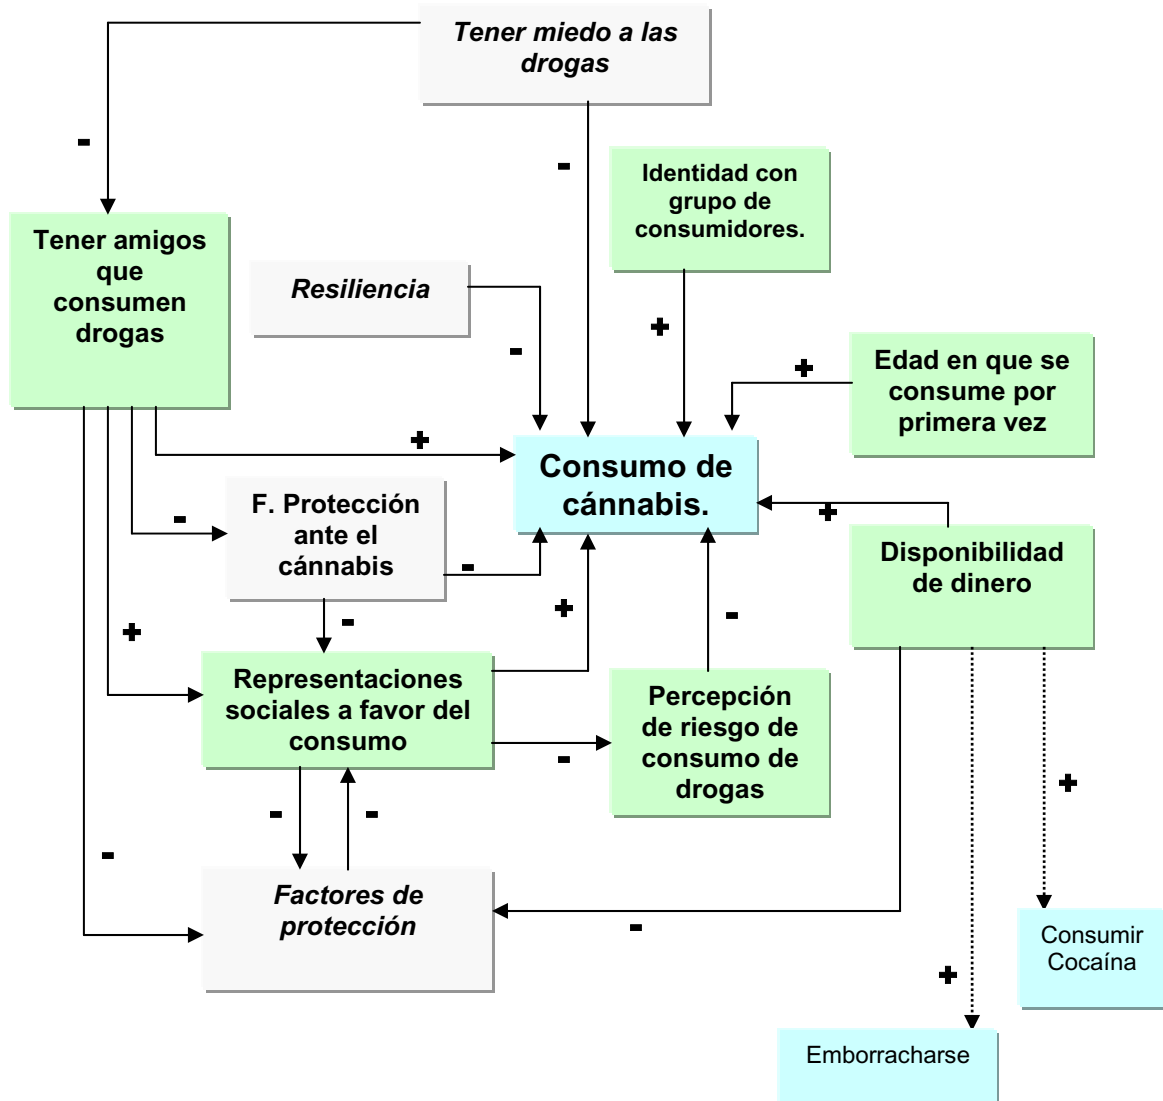 Tener miedo a las
drogas
-
-
Identidad con
grupo de
consumidores.
Tener amigos
que
consumen
drogas
Resiliencia
-
+
+
Edad en que se
consume por
primera vez
+
Consumo de
cánnabis.
F. Protección
ante el
cánnabis
-
-
+
Disponibilidad
de dinero
+
-
+
-
Representaciones
sociales a favor del
consumo
Percepción
de riesgo de
consumo de
drogas
-
-
-
+
-
Factores de
protección
-
Consumir
Cocaína
+
Emborracharse